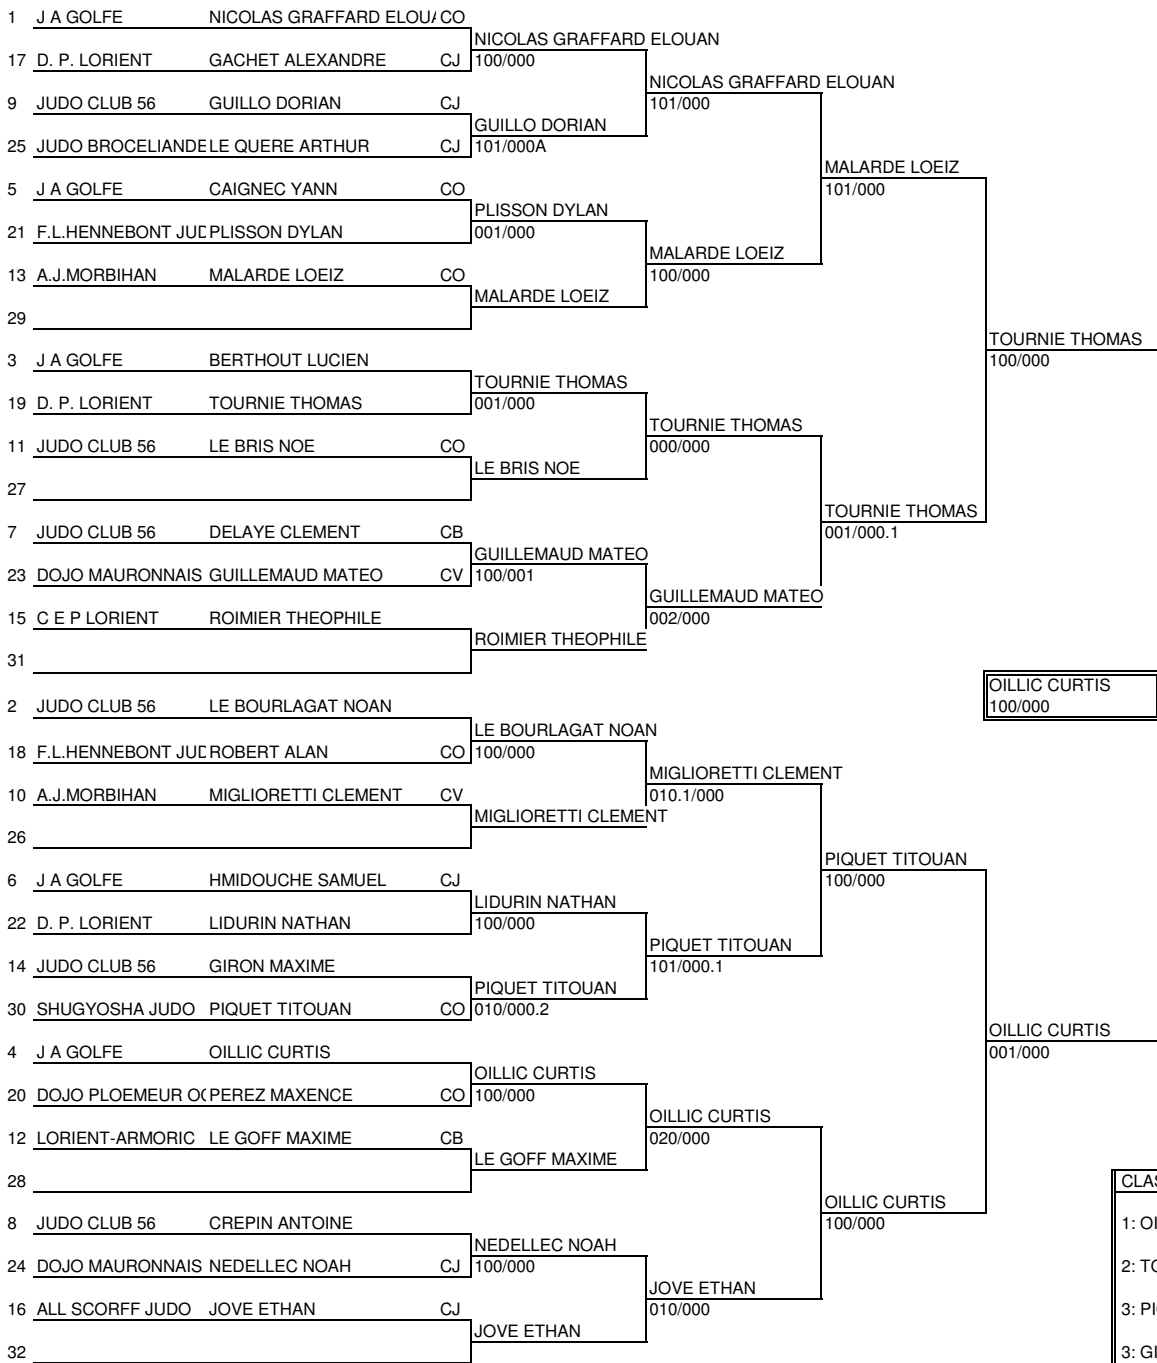 1 J A GOLFE NICOLAS GRAFFARD ELOUA CO
NICOLAS GRAFFARD ELOUAN
17 D. P. LORIENT GACHET ALEXANDRE CJ 100/000
NICOLAS GRAFFARD ELOUAN
9 JUDO CLUB 56 GUILLO DORIAN CJ 101/000
GUILLO DORIAN
25 JUDO BROCELIANDE LE QUERE ARTHUR CJ 101/000A
MALARDE LOEIZ
5 J A GOLFE CAIGNEC YANN CO 101/000
PLISSON DYLAN
21 F.L.HENNEBONT JUD PLISSON DYLAN 001/000
MALARDE LOEIZ
13 A.J.MORBIHAN MALARDE LOEIZ CO 100/000
MALARDE LOEIZ
29
TOURNIE THOMAS
3 J A GOLFE BERTHOUT LUCIEN 100/000
TOURNIE THOMAS
19 D. P. LORIENT TOURNIE THOMAS 001/000
TOURNIE THOMAS
11 JUDO CLUB 56 LE BRIS NOE CO 000/000
LE BRIS NOE
27
TOURNIE THOMAS
7 JUDO CLUB 56 DELAYE CLEMENT CB 001/000.1
GUILLEMAUD MATEO
23 DOJO MAURONNAIS GUILLEMAUD MATEO CV 100/001
GUILLEMAUD MATEO
15 C E P LORIENT ROIMIER THEOPHILE 002/000
ROIMIER THEOPHILE
31
OILLIC CURTIS
2 JUDO CLUB 56 LE BOURLAGAT NOAN 100/000
LE BOURLAGAT NOAN
18 F.L.HENNEBONT JUD ROBERT ALAN CO 100/000
MIGLIORETTI CLEMENT
10 A.J.MORBIHAN MIGLIORETTI CLEMENT CV 010.1/000
MIGLIORETTI CLEMENT
26
PIQUET TITOUAN
6 J A GOLFE HMIDOUCHE SAMUEL CJ 100/000
LIDURIN NATHAN
22 D. P. LORIENT LIDURIN NATHAN 100/000
PIQUET TITOUAN
14 JUDO CLUB 56 GIRON MAXIME 101/000.1
PIQUET TITOUAN
30 SHUGYOSHA JUDO PIQUET TITOUAN CO 010/000.2
OILLIC CURTIS
4 J A GOLFE OILLIC CURTIS 001/000
OILLIC CURTIS
20 DOJO PLOEMEUR OC PEREZ MAXENCE CO 100/000
OILLIC CURTIS
12 LORIENT-ARMORIC LE GOFF MAXIME CB 020/000
LE GOFF MAXIME
28 CLAS
OILLIC CURTIS
8 JUDO CLUB 56 CREPIN ANTOINE 100/000 1: OI
NEDELLEC NOAH
24 DOJO MAURONNAIS NEDELLEC NOAH CJ 100/000 2: TO
JOVE ETHAN
16 ALL SCORFF JUDO JOVE ETHAN CJ 010/000 3: PI
JOVE ETHAN
32 3: GI